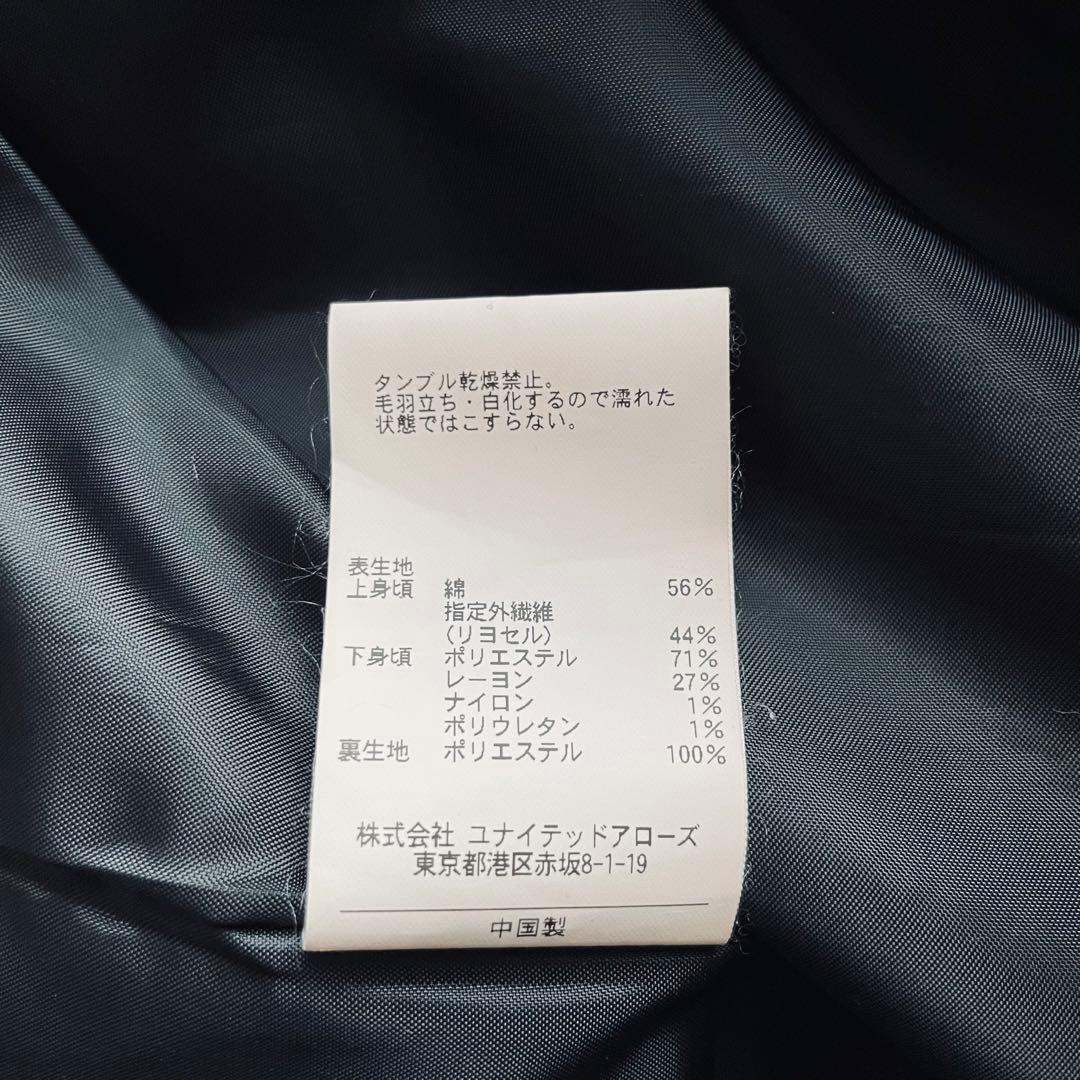 タンブル乾燥禁止。
毛羽立ち・白化するので濡れた
状態ではこすらない。
表生地
上身頃 綿 56%
指定外繊維
(リヨセル) 44%
下身頃 ポリエステル 71%
レーヨン 27%
ナイロン 1%
ポリウレタン 1%
裏生地 ポリエステル 100%
株式会社 ユナイテッドアローズ
東京都港区赤坂8-1-19
中国製